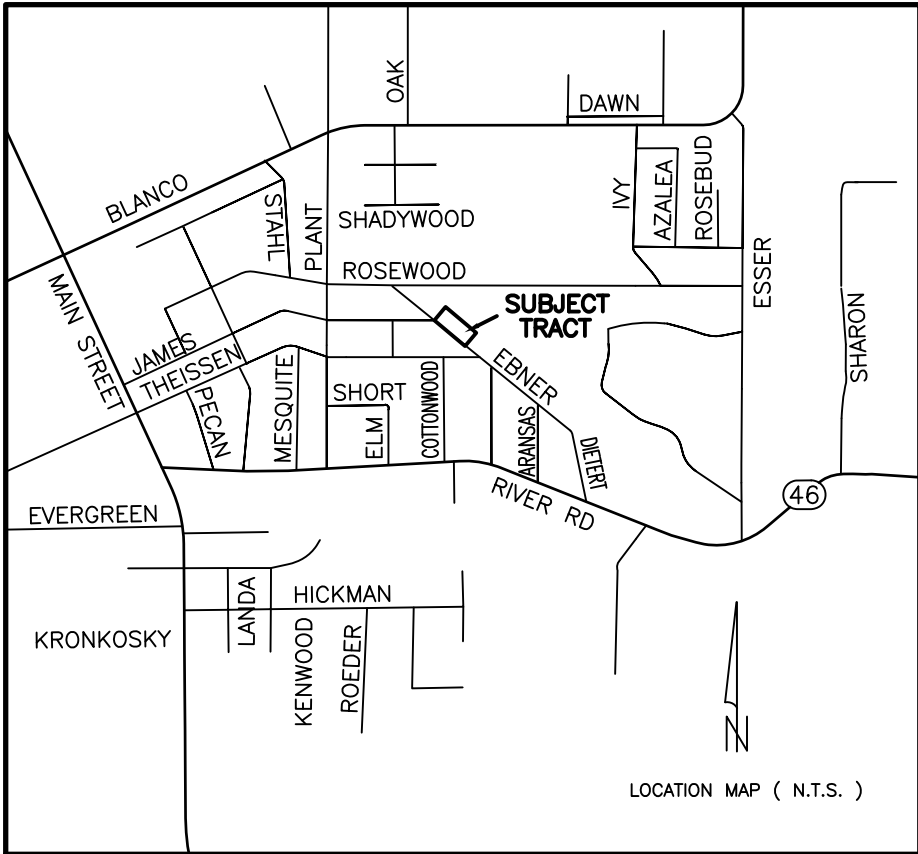 OAK
DAWN
BLANCO
STAHL
PLANT
SHADYWOOD
IVY
AZALEA
ROSEBUD
ROSEWOOD
ESSER
MAIN STREET
SUBJECT
TRACT
SHARON
JAMES
THEISSEN
EBNER
PECAN
MESQUITE
SHORT
ELM
COTTONWOOD
ARANSAS
DIETERT
RIVER RD
46
EVERGREEN
LANDA
HICKMAN
KRONKOSKY
KENWOOD
ROEDER
N
LOCATION MAP ( N.T.S. )